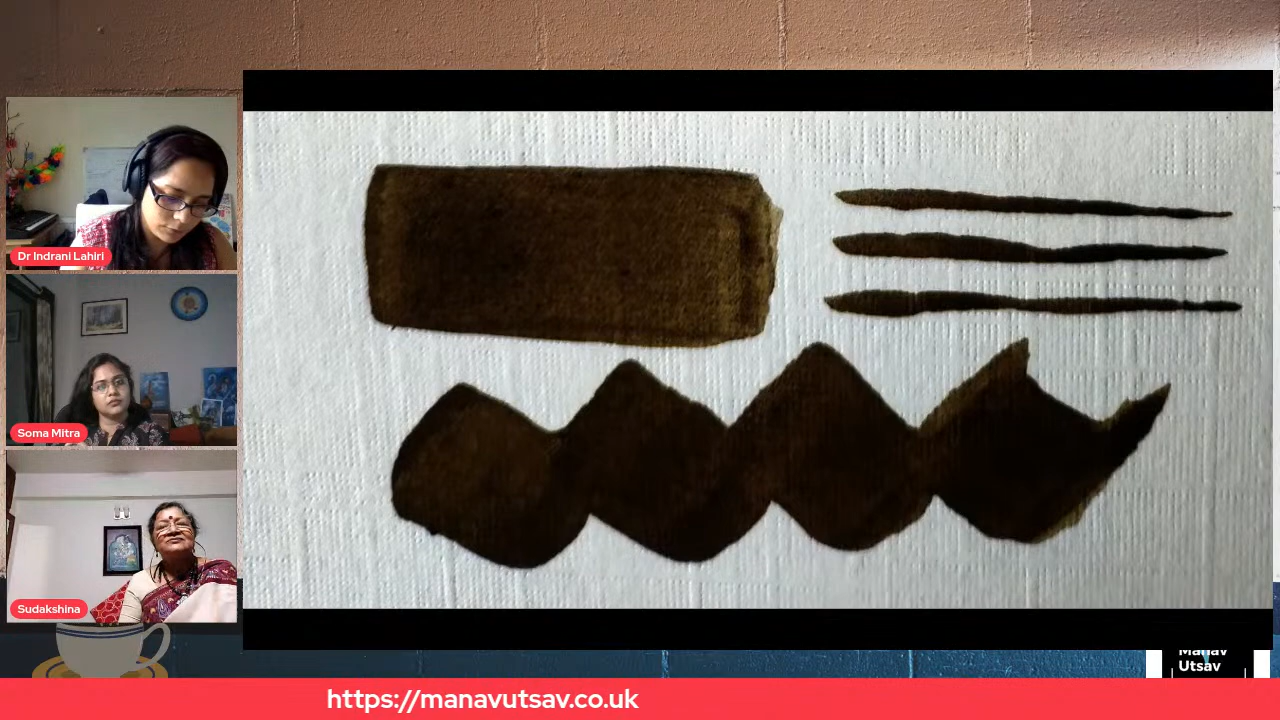 Dr Indrani Lahiri
Soma Mitra
Sudakshina
Manav
Utsav
https://manavutsav.co.uk